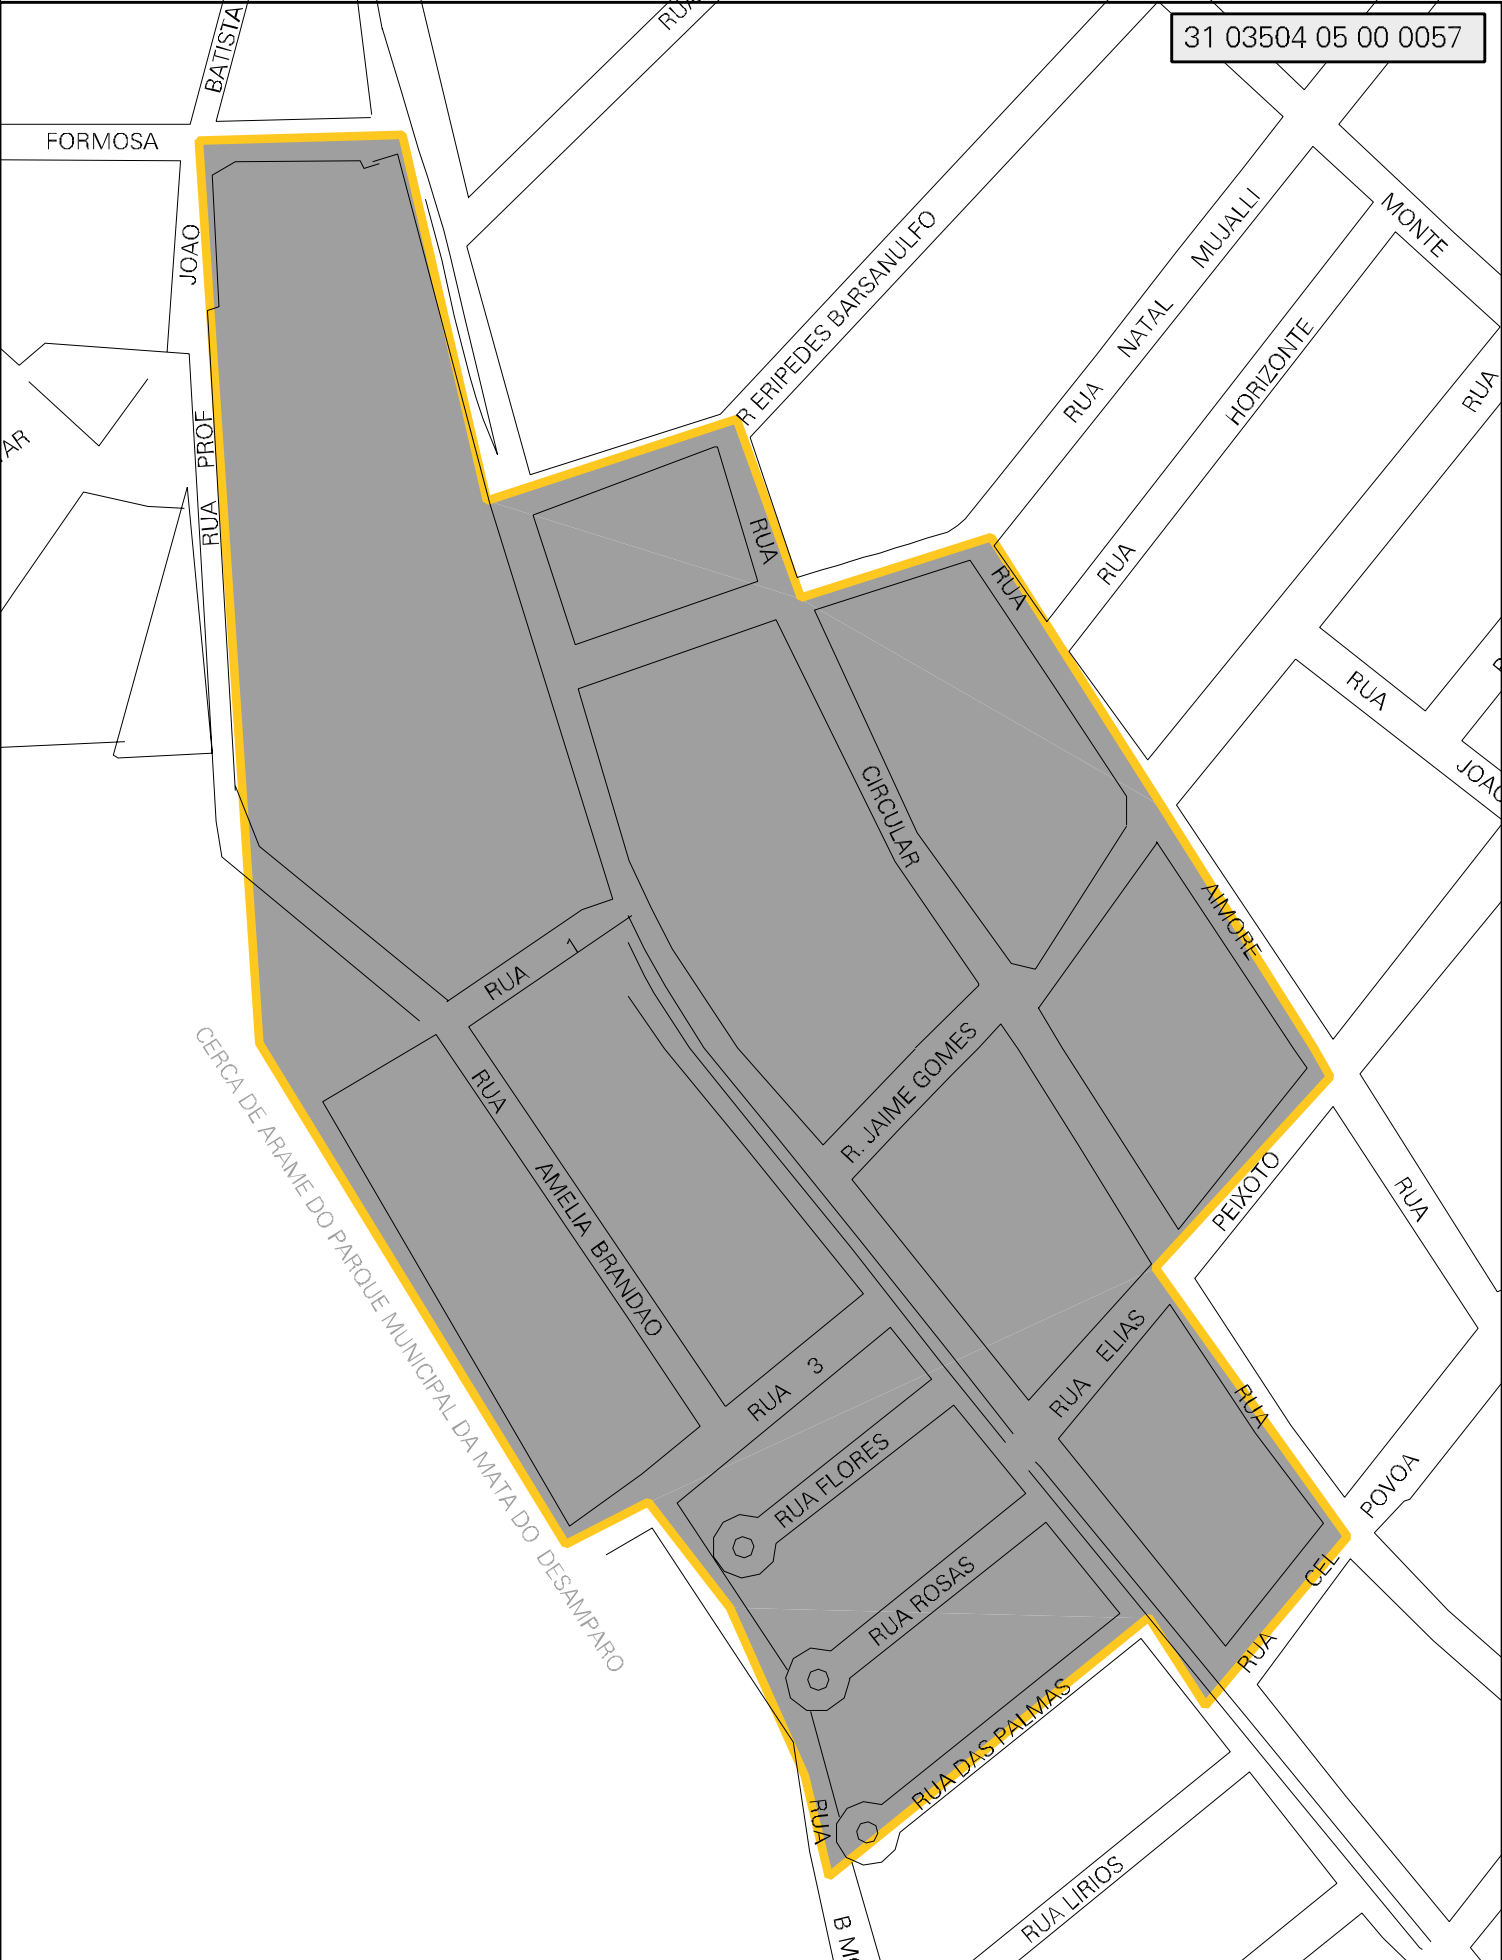 31 03504 05 00 0057
BATISTA
FORMOSA
JOAO
RUA PROF
MONTE
RUA NATAL MUJALLI
R ERIPEDES BARSANULFO
RUA HORIZONTE
RUA
RUA
RUA
RUA CIRCULAR
RUA AIMORE
RUA
JOAO
RUA 1
CERCA DE ARAME DO PARQUE MUNICIPAL DA MATA DO DESAMPARO
RUA AMELIA BRANDAO
R. JAIME GOMES
RUA ELIAS PEIXOTO
RUA
RUA 3
RUA
RUA FLORES
RUA CEL POVOA
RUA ROSAS
RUA DAS PALMAS
RUA
RUA LIRIOS